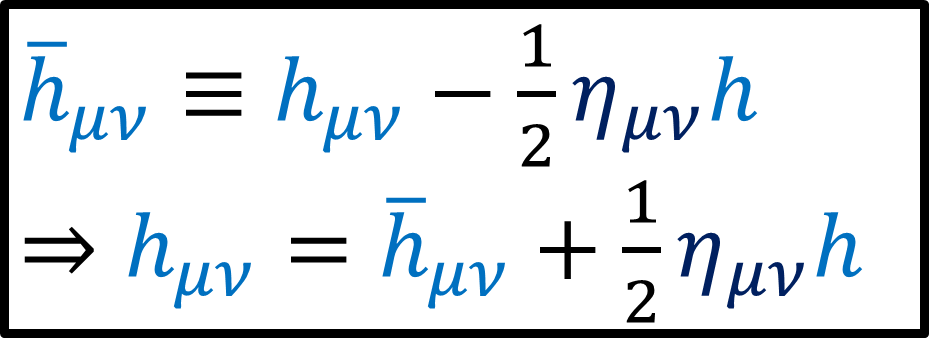 h̅_μν ≡ h_μν − 1/2 η_μν h
⇒ h_μν = h̅_μν + 1/2 η_μν h